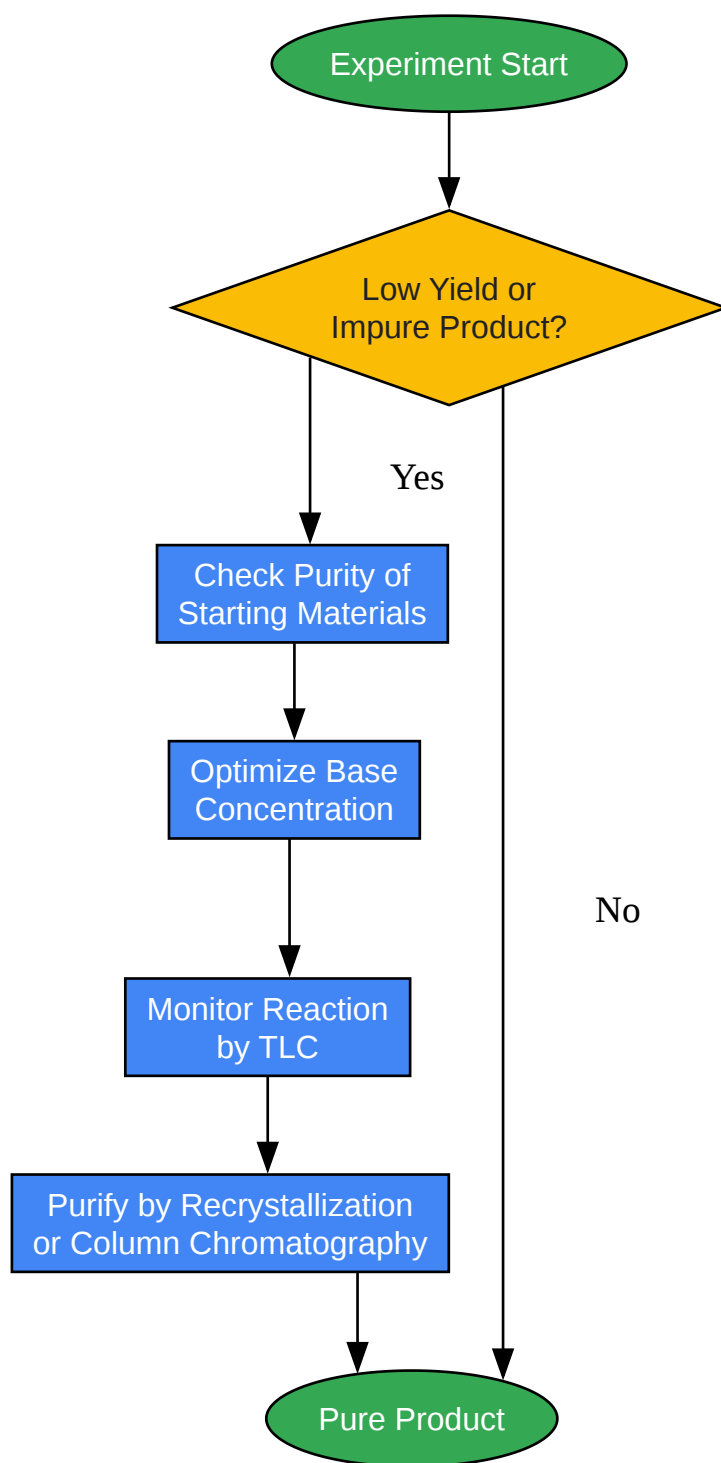 Experiment Start
Low Yield or
Impure Product?
Yes
Check Purity of
Starting Materials
Optimize Base
Concentration
No
Monitor Reaction
by TLC
Purify by Recrystallization
or Column Chromatography
Pure Product